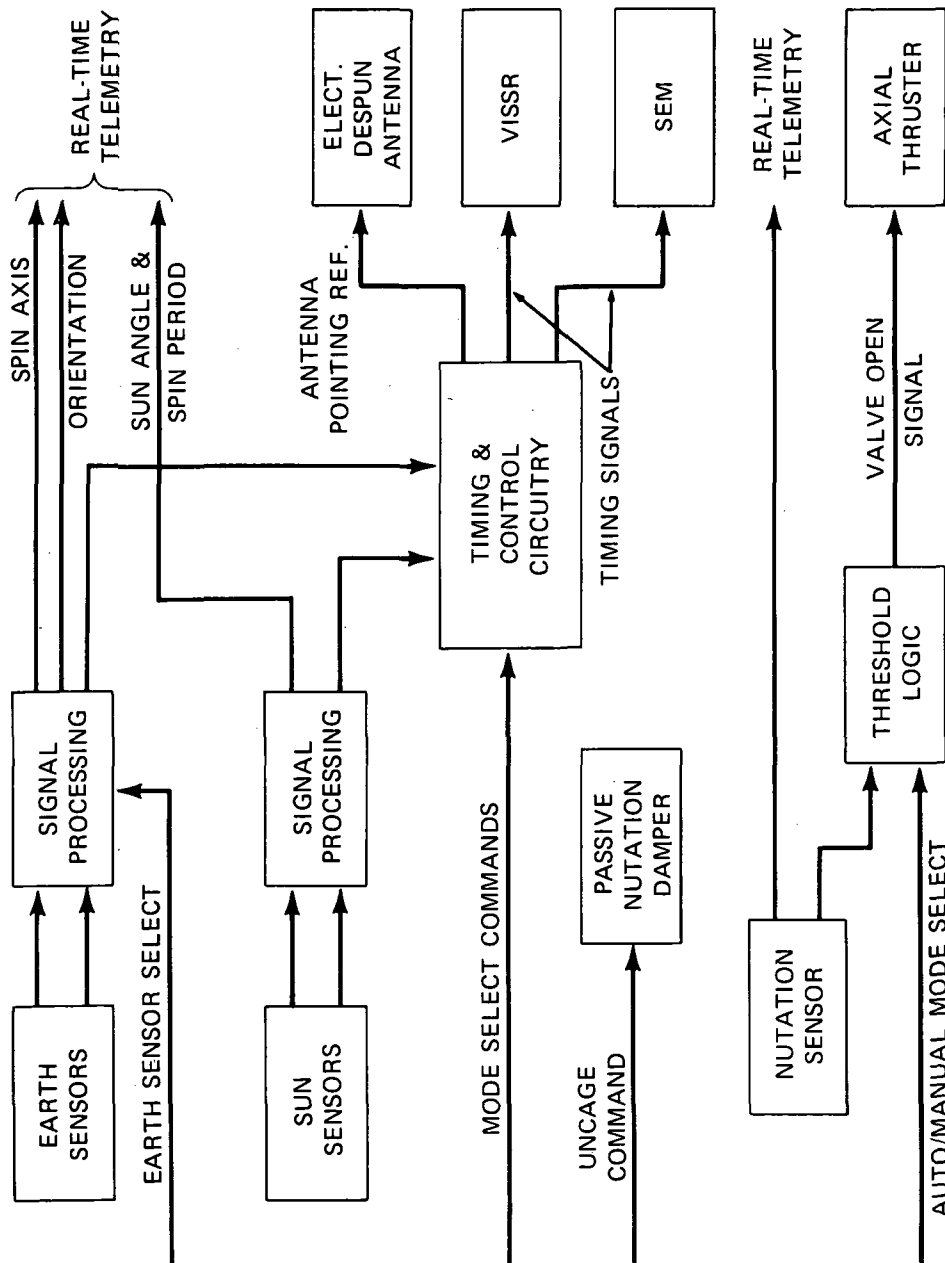 EARTH
SENSORS
SIGNAL
PROCESSING
SPIN AXIS
ORIENTATION
REAL-TIME
TELEMETRY
EARTH SENSOR SELECT
SUN ANGLE &
SPIN PERIOD
SUN
SENSORS
SIGNAL
PROCESSING
ANTENNA
POINTING REF.
ELECT.
DESPUN
ANTENNA
MODE SELECT COMMANDS
TIMING &
CONTROL
CIRCUITRY
VISSR
TIMING SIGNALS
SEM
UNCAGE
COMMAND
PASSIVE
NUTATION
DAMPER
REAL-TIME
TELEMETRY
NUTATION
SENSOR
THRESHOLD
LOGIC
VALVE OPEN
SIGNAL
AXIAL
THRUSTER
AUTO/MANUAL MODE SELECT